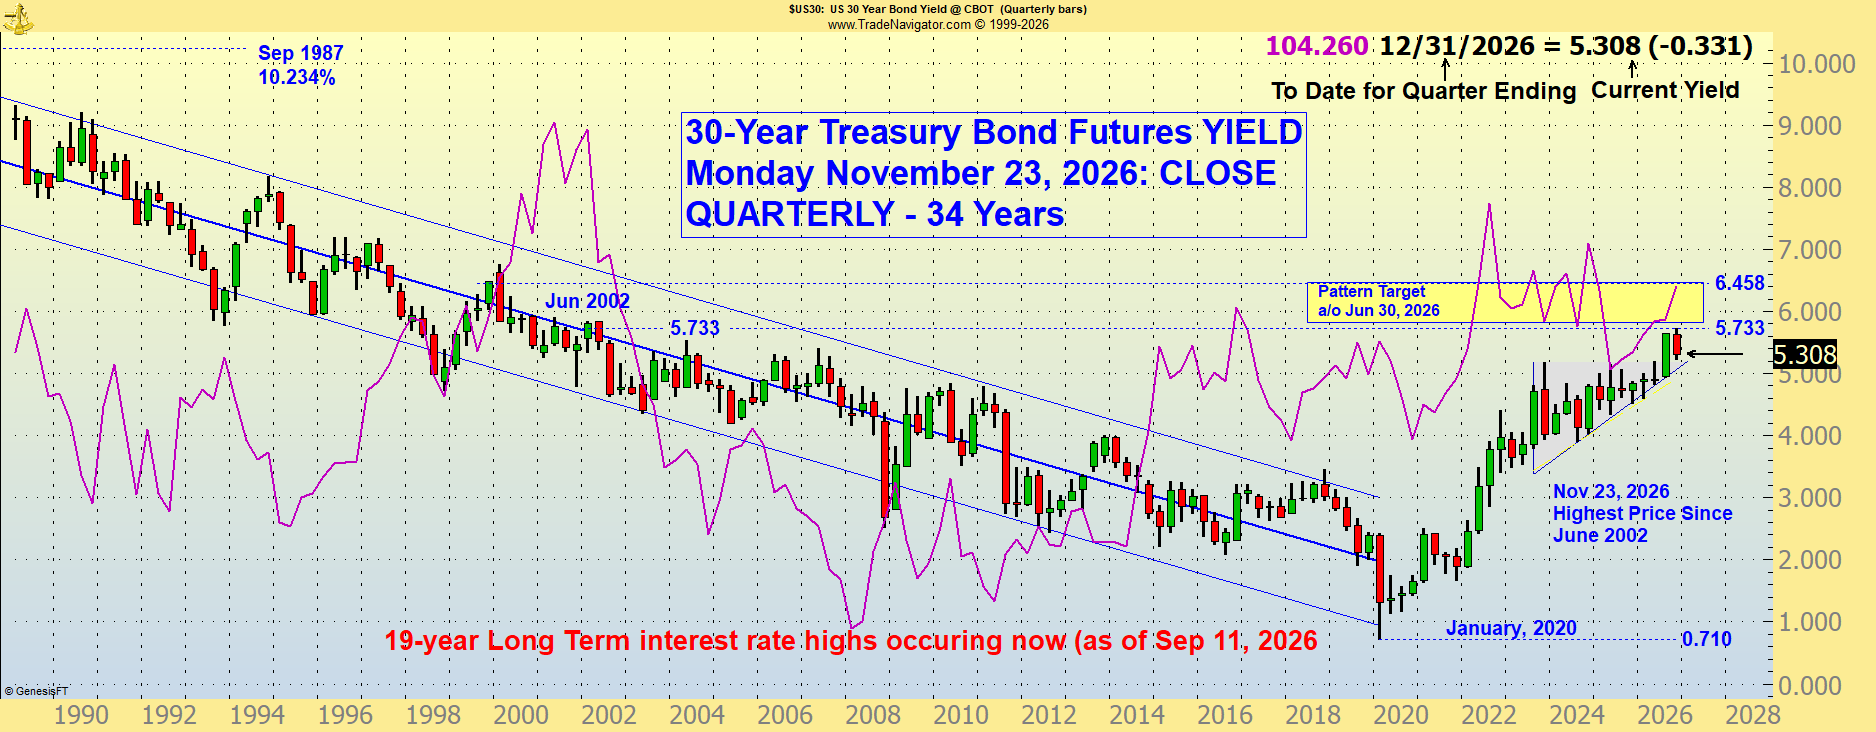 $US30: US 30 Year Bond Yield @ CBOT (Quarterly bars)
www.TradeNavigator.com © 1999-2026
104.260 12/31/2026 = 5.308 (-0.331)
To Date for Quarter Ending Current Yield
Sep 1987
10.234%
30-Year Treasury Bond Futures YIELD
Monday November 23, 2026: CLOSE
QUARTERLY - 34 Years
Jun 2002
5.733
Pattern Target
a/o Jun 30, 2026
6.458
5.733
5.308
Nov 23, 2026
Highest Price Since
June 2002
January, 2020
0.710
19-year Long Term interest rate highs occuring now (as of Sep 11, 2026
10.000
9.000
8.000
7.000
6.000
5.000
4.000
3.000
2.000
1.000
0.000
© GenesisFT
1990 1992 1994 1996 1998 2000 2002 2004 2006 2008 2010 2012 2014 2016 2018 2020 2022 2024 2026 2028